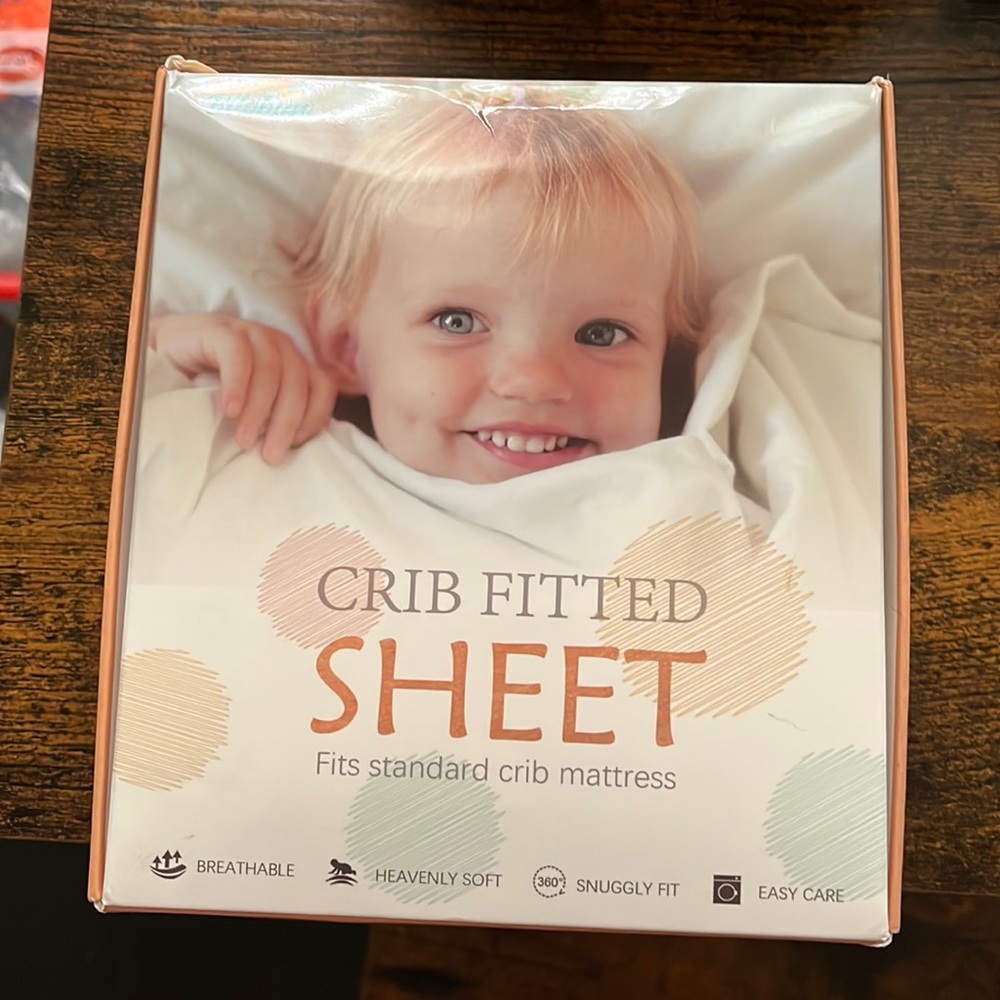 CRIB FITTED
SHEET
Fits standard crib mattress
BREATHABLE
HEAVENLY SOFT
360°
SNUGGLY FIT
EASY CARE